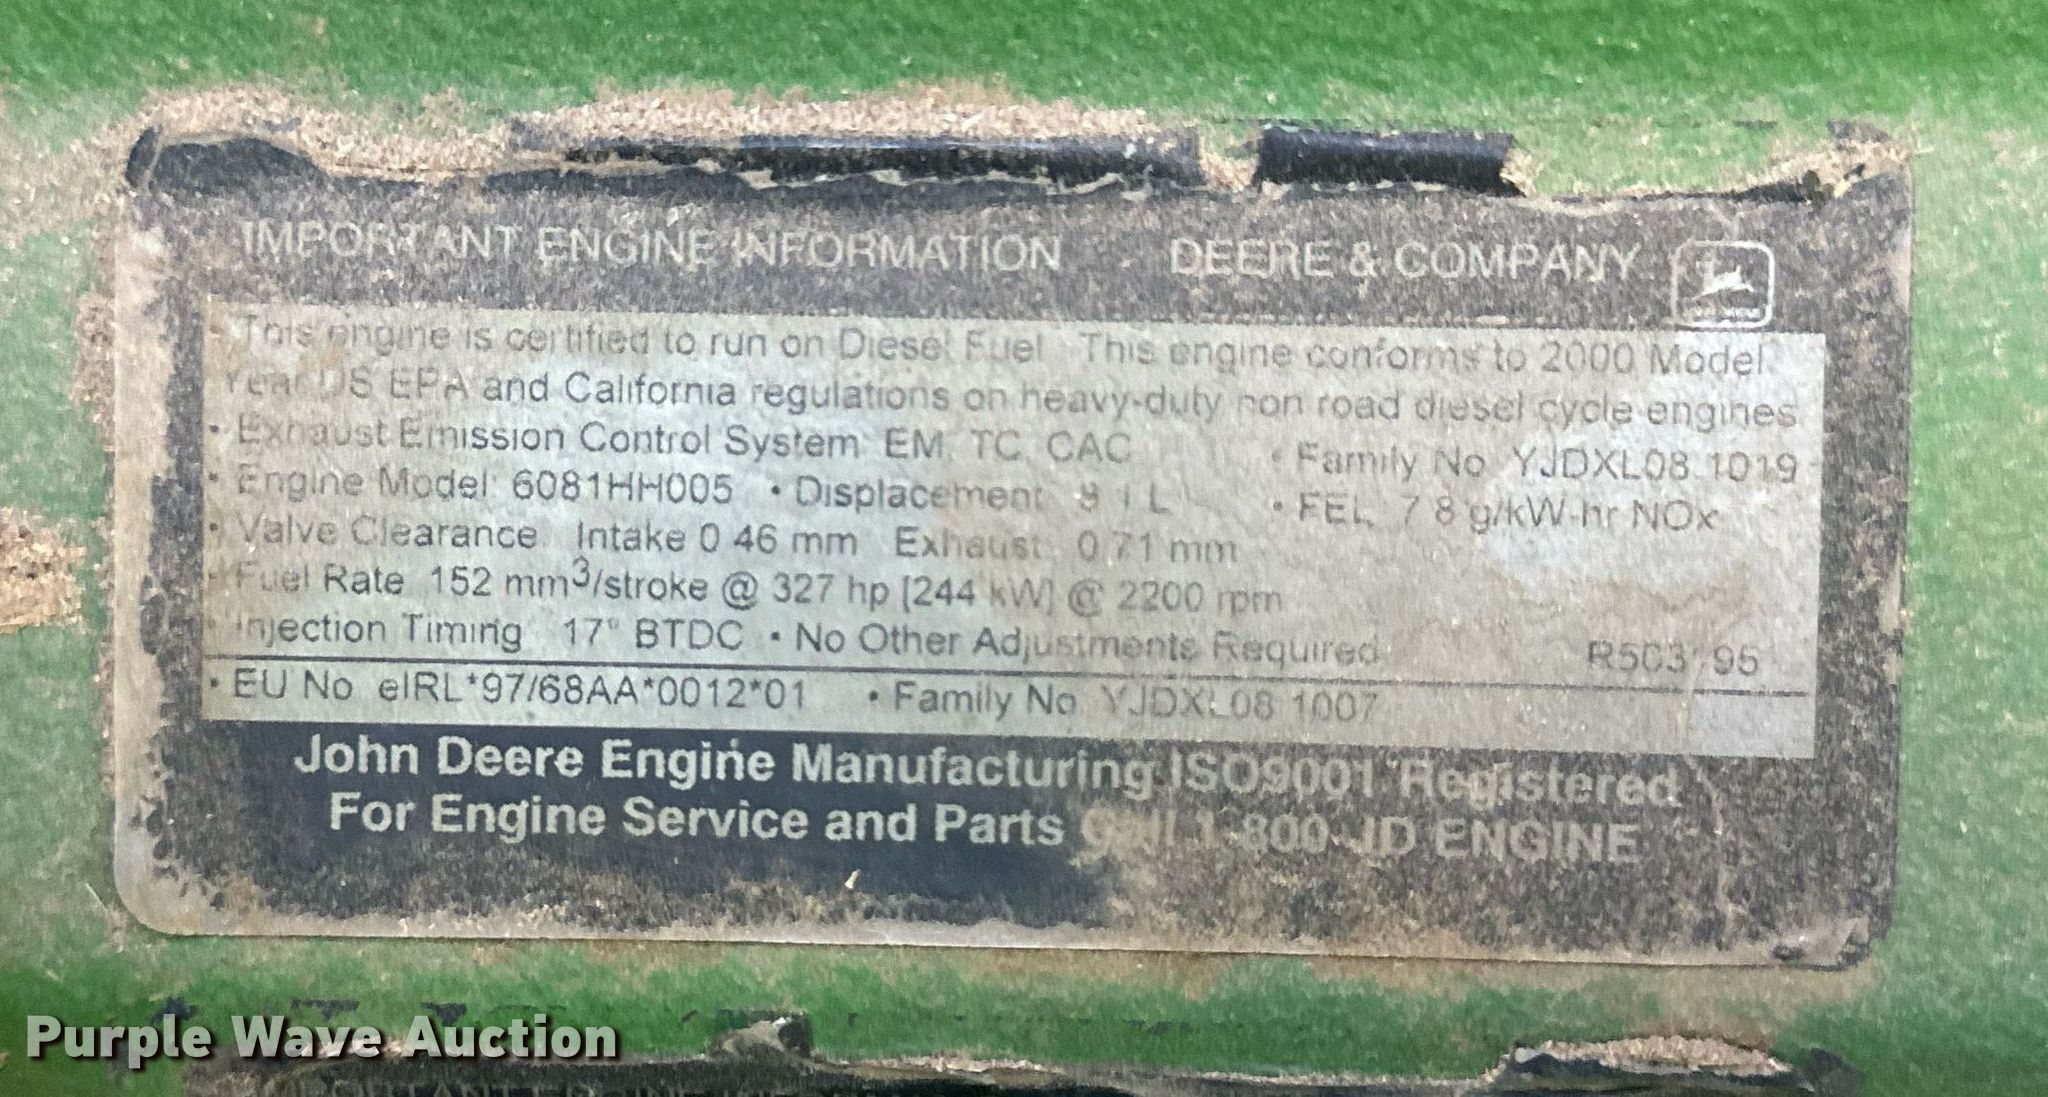 IMPORTANT ENGINE INFORMATION DEERE & COMPANY
This engine is certified to run on Diesel Fuel This engine conforms to 2000 Model
Year US EPA and California regulations on heavy-duty non road diesel cycle engines
• Exhaust Emission Control System EM TC CAC • Family No YJDXL08.1019
• Engine Model 6081HH005 • Displacement 8 1 L • FEL 7 8 g/kW-hr NOx
• Valve Clearance Intake 0 46 mm Exhaust 0.71 mm
• Fuel Rate 152 mm³/stroke @ 327 hp [244 kW] @ 2200 rpm
• Injection Timing 17° BTDC • No Other Adjustments Required
• EU No eIRL*97/68AA*0012*01 • Family No YJDXL08 1007
John Deere Engine Manufacturing ISO9001 Registered
For Engine Service and Parts Call 1-800-JD ENGINE
Purple Wave Auction